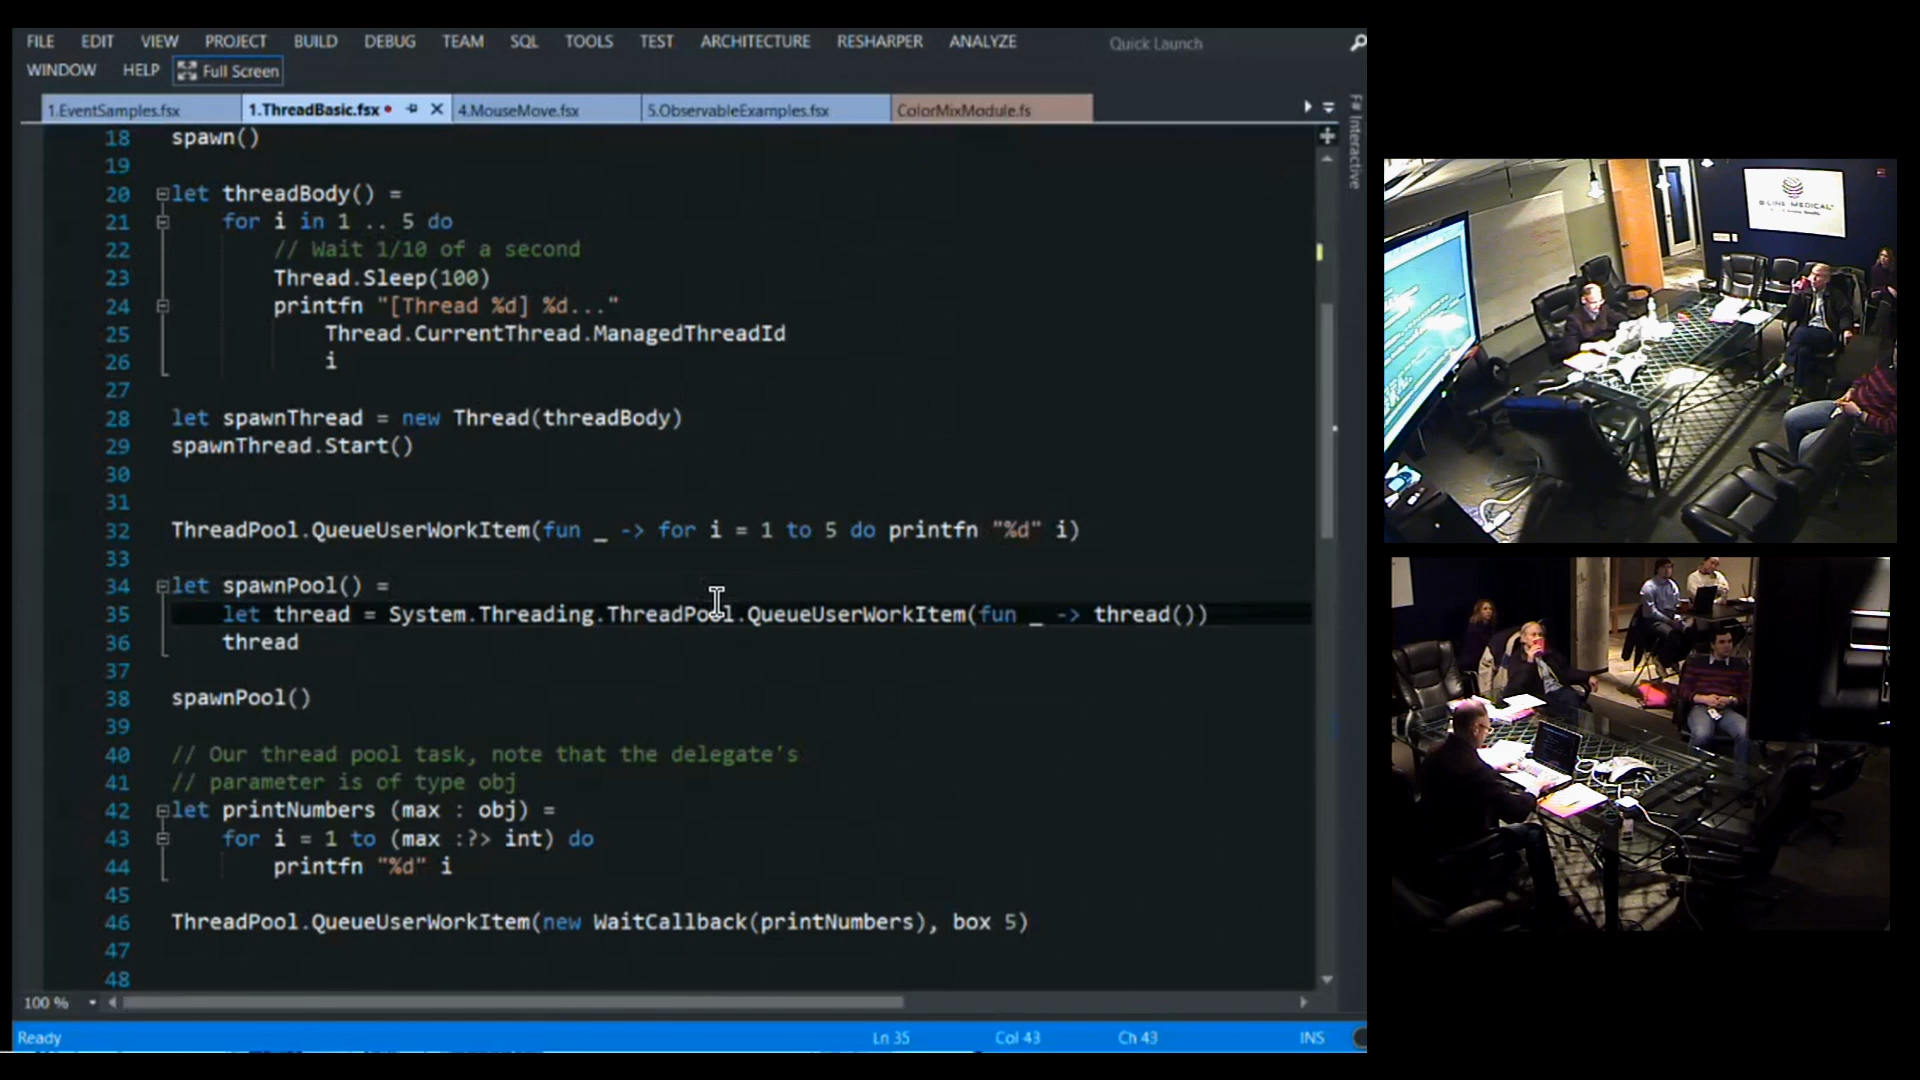 FILE EDIT VIEW PROJECT BUILD DEBUG TEAM SQL TOOLS TEST ARCHITECTURE RESHARPER ANALYZE Quick Launch
WINDOW HELP Full Screen
1.EventSamples.fsx 1.ThreadBasic.fsx 4.MouseMove.fsx 5.ObservableExamples.fsx ColorMixModule.fs
F# Interactive
18 spawn()
19
20 let threadBody() =
21 for i in 1 .. 5 do
22 // Wait 1/10 of a second
23 Thread.Sleep(100)
24 printfn "[Thread %d] %d..."
25 Thread.CurrentThread.ManagedThreadId
26 i
27
28 let spawnThread = new Thread(threadBody)
29 spawnThread.Start()
30
31
32 ThreadPool.QueueUserWorkItem(fun _ -> for i = 1 to 5 do printfn "%d" i)
33
34 let spawnPool() =
35 let thread = System.Threading.ThreadPool.QueueUserWorkItem(fun _ -> thread())
36 thread
37
38 spawnPool()
39
40 // Our thread pool task, note that the delegate's
41 // parameter is of type obj
42 let printNumbers (max : obj) =
43 for i = 1 to (max :?> int) do
44 printfn "%d" i
45
46 ThreadPool.QueueUserWorkItem(new WaitCallback(printNumbers), box 5)
47
48
100 %
Ready Ln 35 Col 43 Ch 43 INS
B-LINE MEDICAL